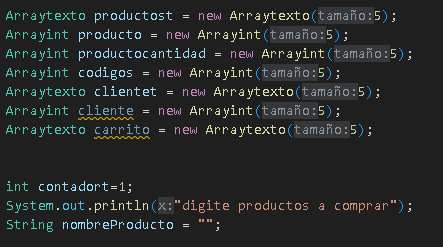 Arraytexto productost = new Arraytexto(tamaño:5);
Arrayint producto = new Arrayint(tamaño:5);
Arrayint productocantidad = new Arrayint(tamaño:5);
Arrayint codigos = new Arrayint(tamaño:5);
Arraytexto clientet = new Arraytexto(tamaño:5);
Arrayint cliente = new Arrayint(tamaño:5);
Arraytexto carrito = new Arraytexto(tamaño:5);
int contadort=1;
System.out.println(x:"digite productos a comprar");
String nombreProducto = "";